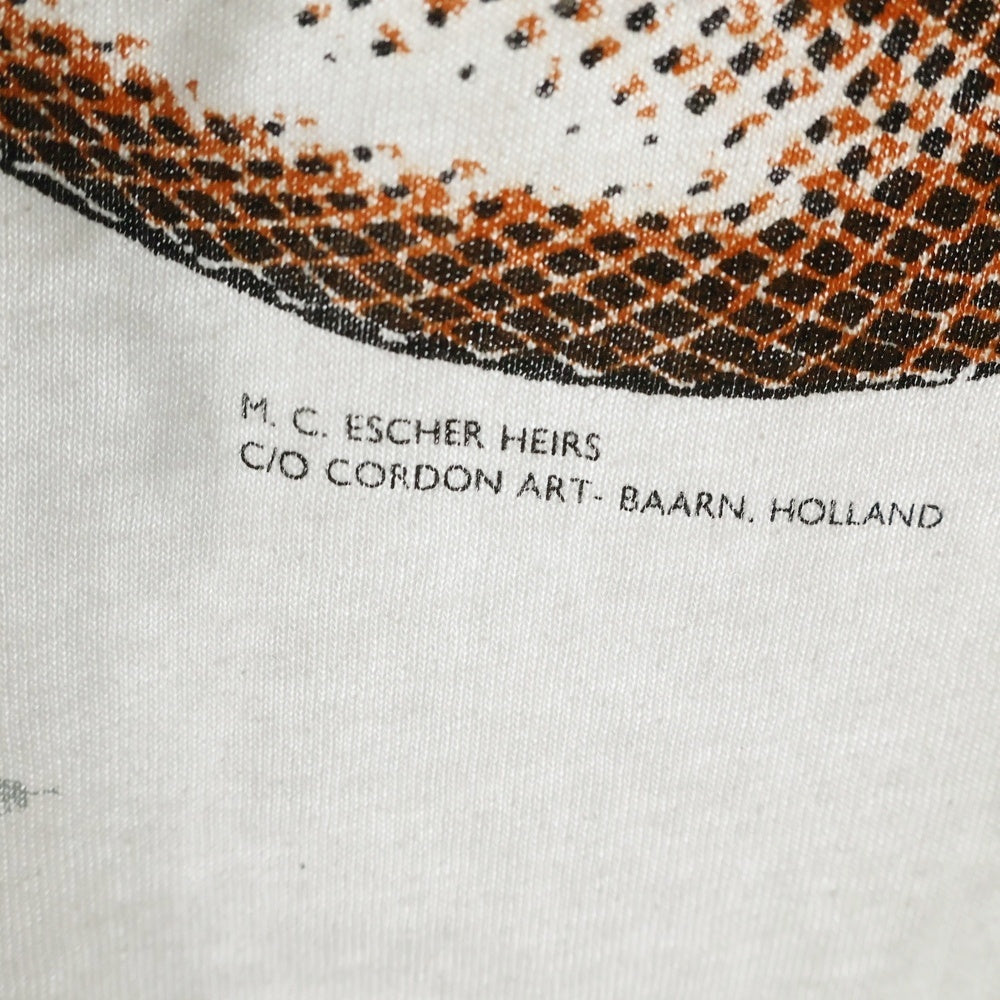 M. C. ESCHER HEIRS
C/O CORDON ART- BAARN. HOLLAND